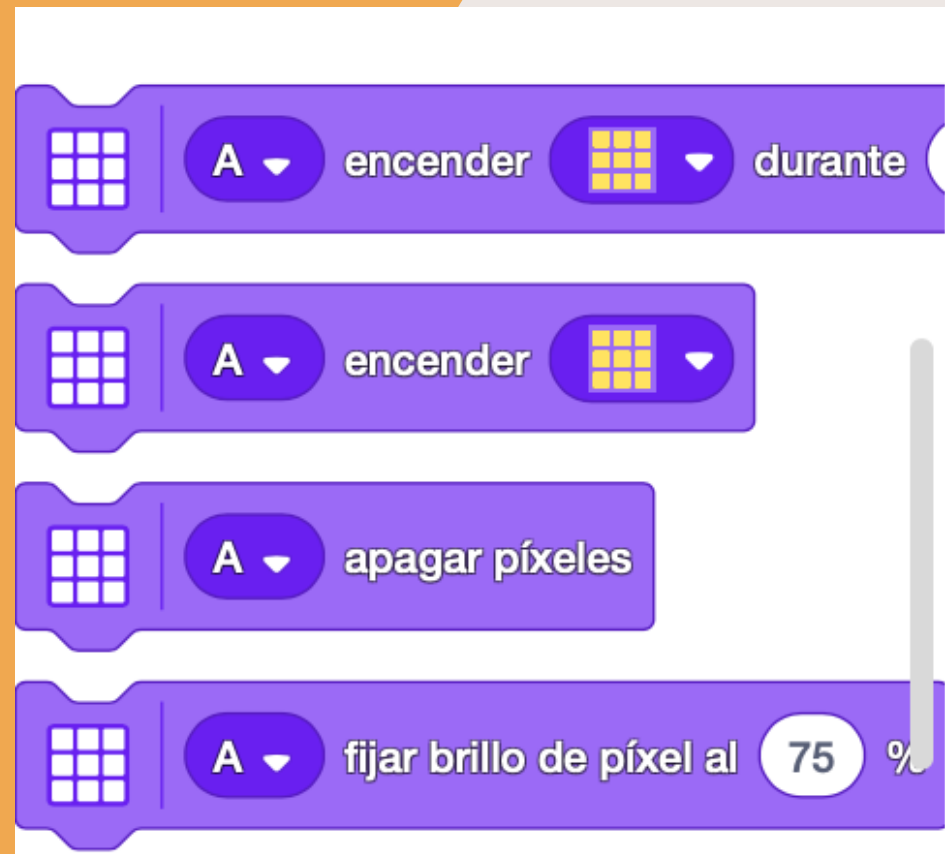 A encender durante
A encender
A apagar píxeles
A fijar brillo de píxel al 75 %